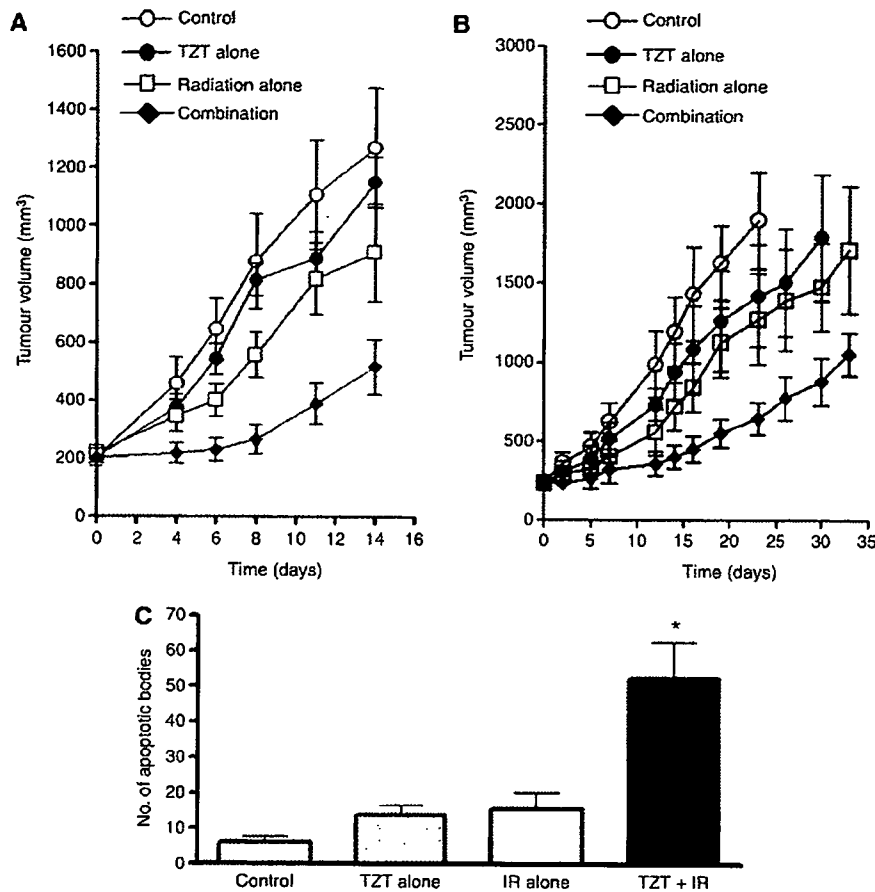 A
Control
TZT alone
Radiation alone
Combination
1600
1400
1200
1000
800
600
400
200
0
Tumour volume (mm³)
0 2 4 6 8 10 12 14 16
Time (days)
B
Control
TZT alone
Radiation alone
Combination
3000
2500
2000
1500
1000
500
0
Tumour volume (mm³)
0 5 10 15 20 25 30 35
Time (days)
C
70
60
50
40
30
20
10
0
No. of apoptotic bodies
*
Control TZT alone IR alone TZT + IR